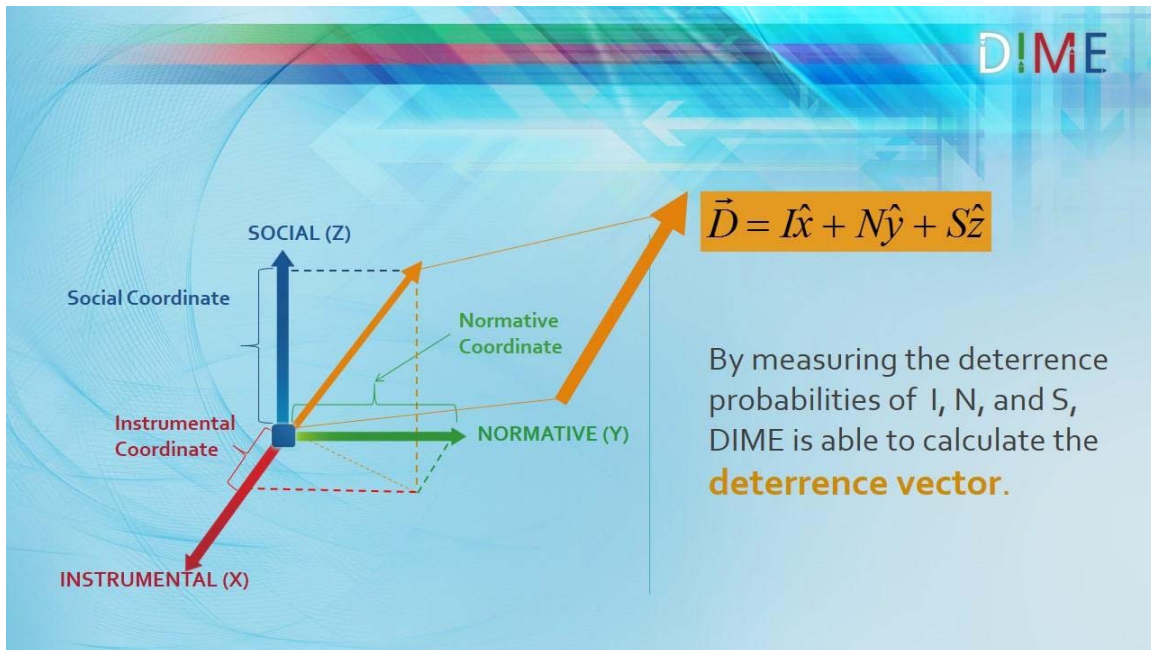 DIME
SOCIAL (Z)
Social Coordinate
Normative
Coordinate
Instrumental
Coordinate
NORMATIVE (Y)
INSTRUMENTAL (X)
D⃗ = Ix̂ + Nŷ + Sẑ
By measuring the deterrence
probabilities of I, N, and S,
DIME is able to calculate the
deterrence vector.